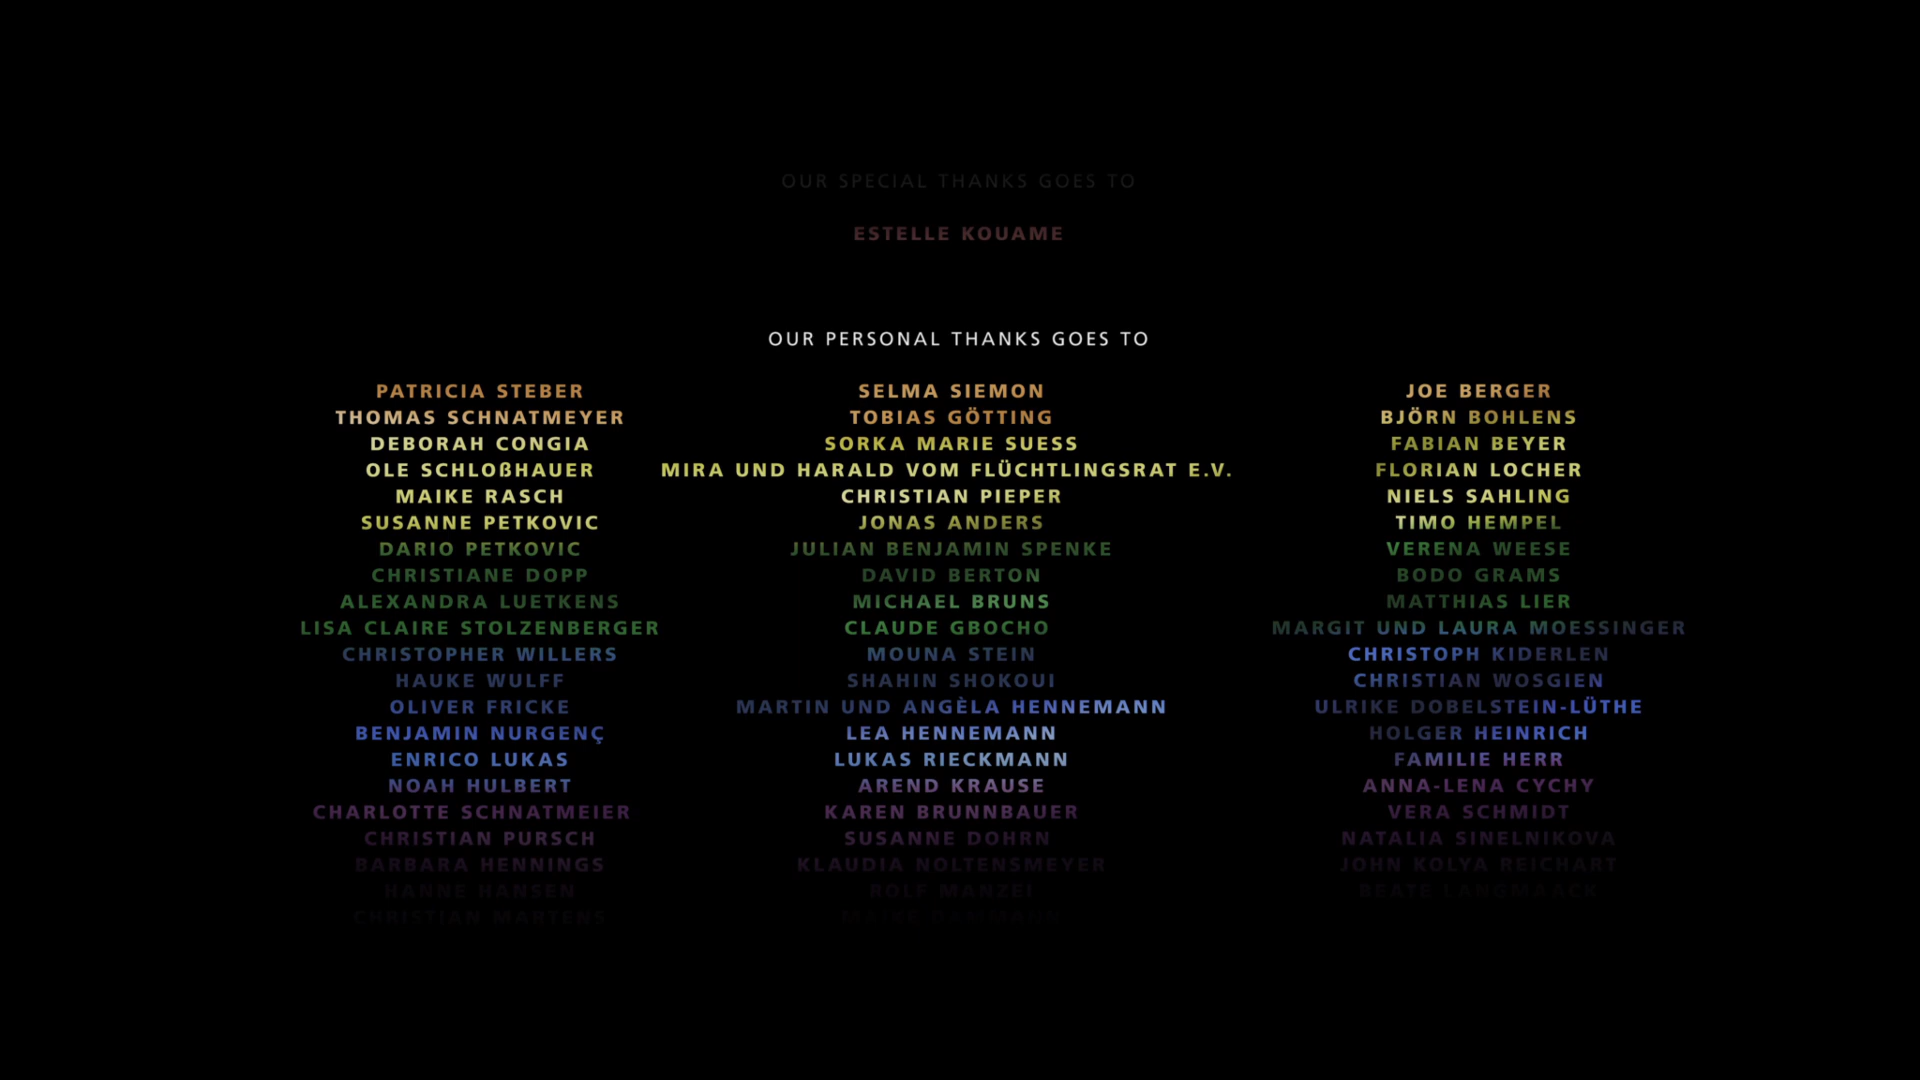 OUR SPECIAL THANKS GOES TO
ESTELLE KOUAME
OUR PERSONAL THANKS GOES TO
PATRICIA STEBER
THOMAS SCHNATMEYER
DEBORAH CONGIA
OLE SCHLOßHAUER
MAIKE RASCH
SUSANNE PETKOVIC
DARIO PETKOVIC
CHRISTIANE DOPP
ALEXANDRA LUETKENS
LISA CLAIRE STOLZENBERGER
CHRISTOPHER WILLERS
HAUKE WULFF
OLIVER FRICKE
BENJAMIN NURGENÇ
ENRICO LUKAS
NOAH HULBERT
CHARLOTTE SCHNATMEIER
CHRISTIAN PURSCH
BARBARA HENNINGS
HANNE HANSEN
CHRISTIAN MARTENS
SELMA SIEMON
TOBIAS GÖTTING
SORKA MARIE SUESS
MIRA UND HARALD VOM FLÜCHTLINGSRAT E.V.
CHRISTIAN PIEPER
JONAS ANDERS
JULIAN BENJAMIN SPENKE
DAVID BERTON
MICHAEL BRUNS
CLAUDE GBOCHO
MOUNA STEIN
SHAHIN SHOKOUI
MARTIN UND ANGÈLA HENNEMANN
LEA HENNEMANN
LUKAS RIECKMANN
AREND KRAUSE
KAREN BRUNNBAUER
SUSANNE DOHRN
KLAUDIA NOLTENSMEYER
ROLF MANZEI
JOE BERGER
BJÖRN BOHLENS
FABIAN BEYER
FLORIAN LOCHER
NIELS SAHLING
TIMO HEMPEL
VERENA WEESE
BODO GRAMS
MATTHIAS LIER
MARGIT UND LAURA MOESSINGER
CHRISTOPH KIDERLEN
CHRISTIAN WOSGIEN
ULRIKE DOBELSTEIN-LÜTHE
HOLGER HEINRICH
FAMILIE HERR
ANNA-LENA CYCHY
VERA SCHMIDT
NATALIA SINELNIKOVA
JOHN KOLYA REICHART
BEATE LANGMAACK